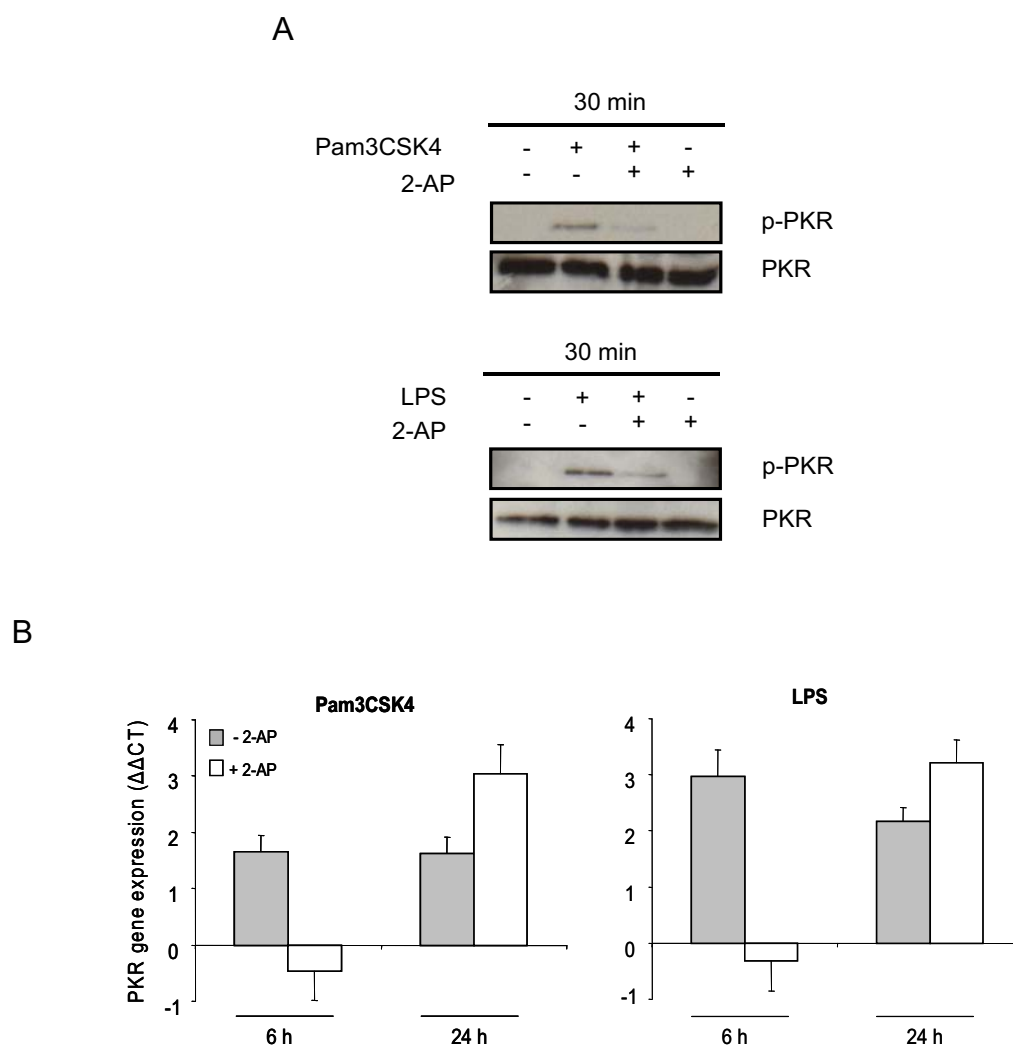 A
30 min
Pam3CSK4 - + + -
2-AP - - + +
p-PKR
PKR
30 min
LPS - + + -
2-AP - - + +
p-PKR
PKR
B
Pam3CSK4
PKR gene expression (ΔΔCT)
4
3
2
1
0
-1
- 2-AP
+ 2-AP
6 h 24 h
LPS
4
3
2
1
0
-1
6 h 24 h